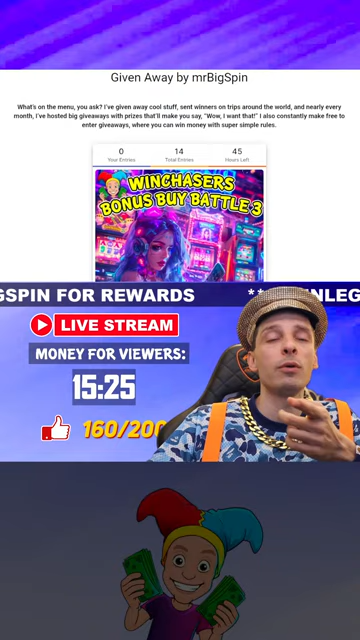 Given Away by mrBigSpin
What's on the menu, you ask? I've given away cool stuff, sent winners on trips around the world, and nearly every
month, I've hosted big giveaways with prizes that'll make you say, "Wow, I want that!" I also constantly make free to
enter giveaways, where you can win money with super simple rules.
0 14 45
Your Entries Total Entries Hours Left
WINCHASERS
BONUS BUY BATTLE 3
GSPIN FOR REWARDS ** INLEG
LIVE STREAM
MONEY FOR VIEWERS:
15:25
160/200